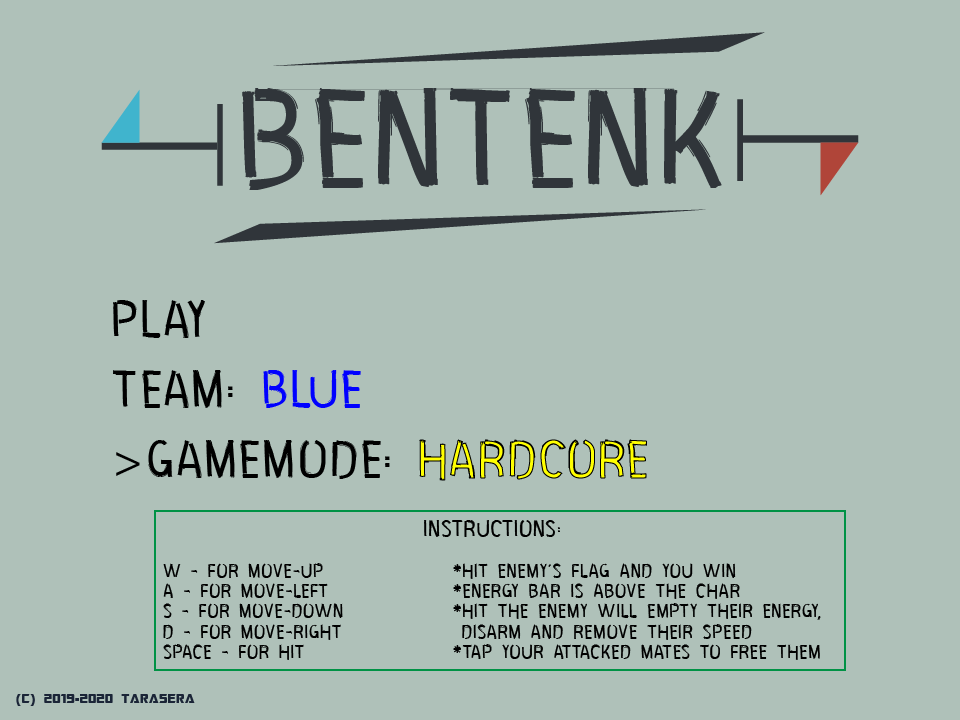 BENTENK
PLAY
TEAM: BLUE
>GAMEMODE: HARDCORE
INSTRUCTIONS:
W - FOR MOVE-UP
A - FOR MOVE-LEFT
S - FOR MOVE-DOWN
D - FOR MOVE-RIGHT
SPACE - FOR HIT
*HIT ENEMY'S FLAG AND YOU WIN
*ENERGY BAR IS ABOVE THE CHAR
*HIT THE ENEMY WILL EMPTY THEIR ENERGY,
DISARM AND REMOVE THEIR SPEED
*TAP YOUR ATTACKED MATES TO FREE THEM
(C) 2019-2020 TARASERA